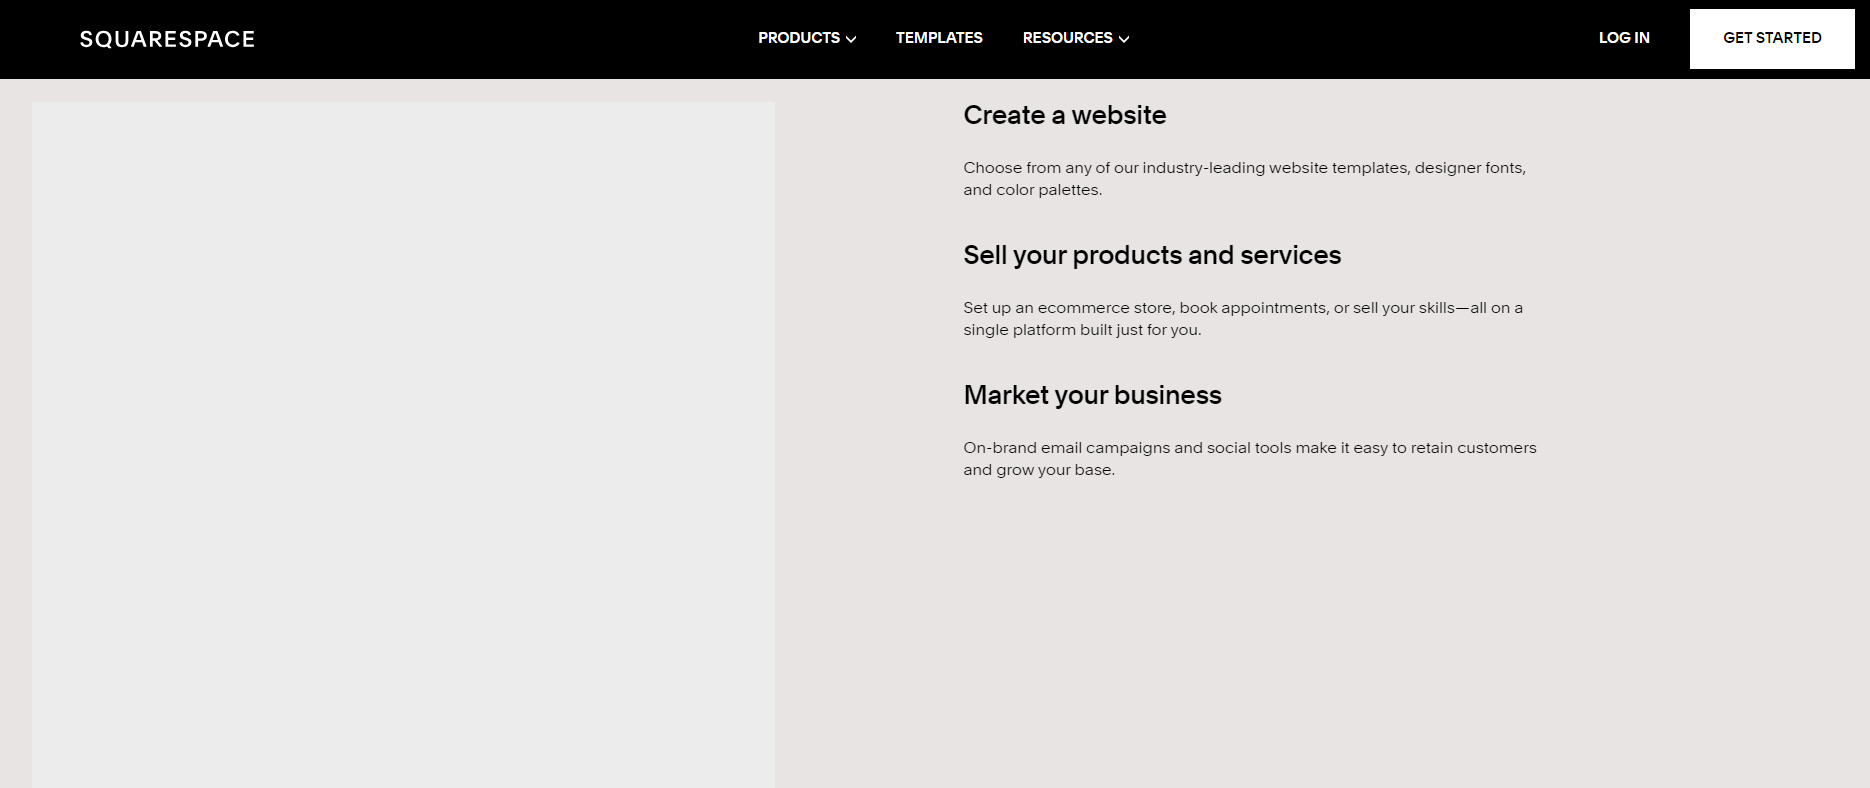 SQUARESPACE
PRODUCTS
TEMPLATES
RESOURCES
LOG IN
GET STARTED
Create a website
Choose from any of our industry-leading website templates, designer fonts,
and color palettes.
Sell your products and services
Set up an ecommerce store, book appointments, or sell your skills—all on a
single platform built just for you.
Market your business
On-brand email campaigns and social tools make it easy to retain customers
and grow your base.